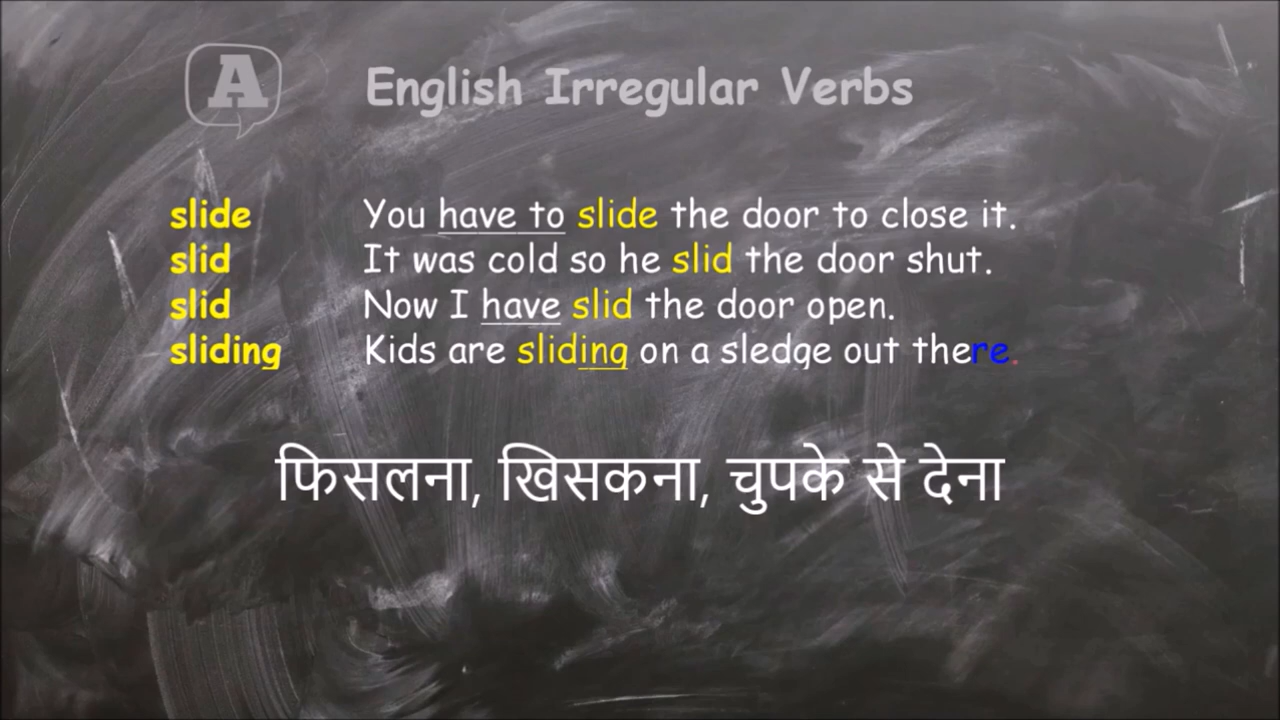 A English Irregular Verbs
slide You have to slide the door to close it.
slid It was cold so he slid the door shut.
slid Now I have slid the door open.
sliding Kids are sliding on a sledge out there.
फिसलना, खिसकना, चुपके से देना